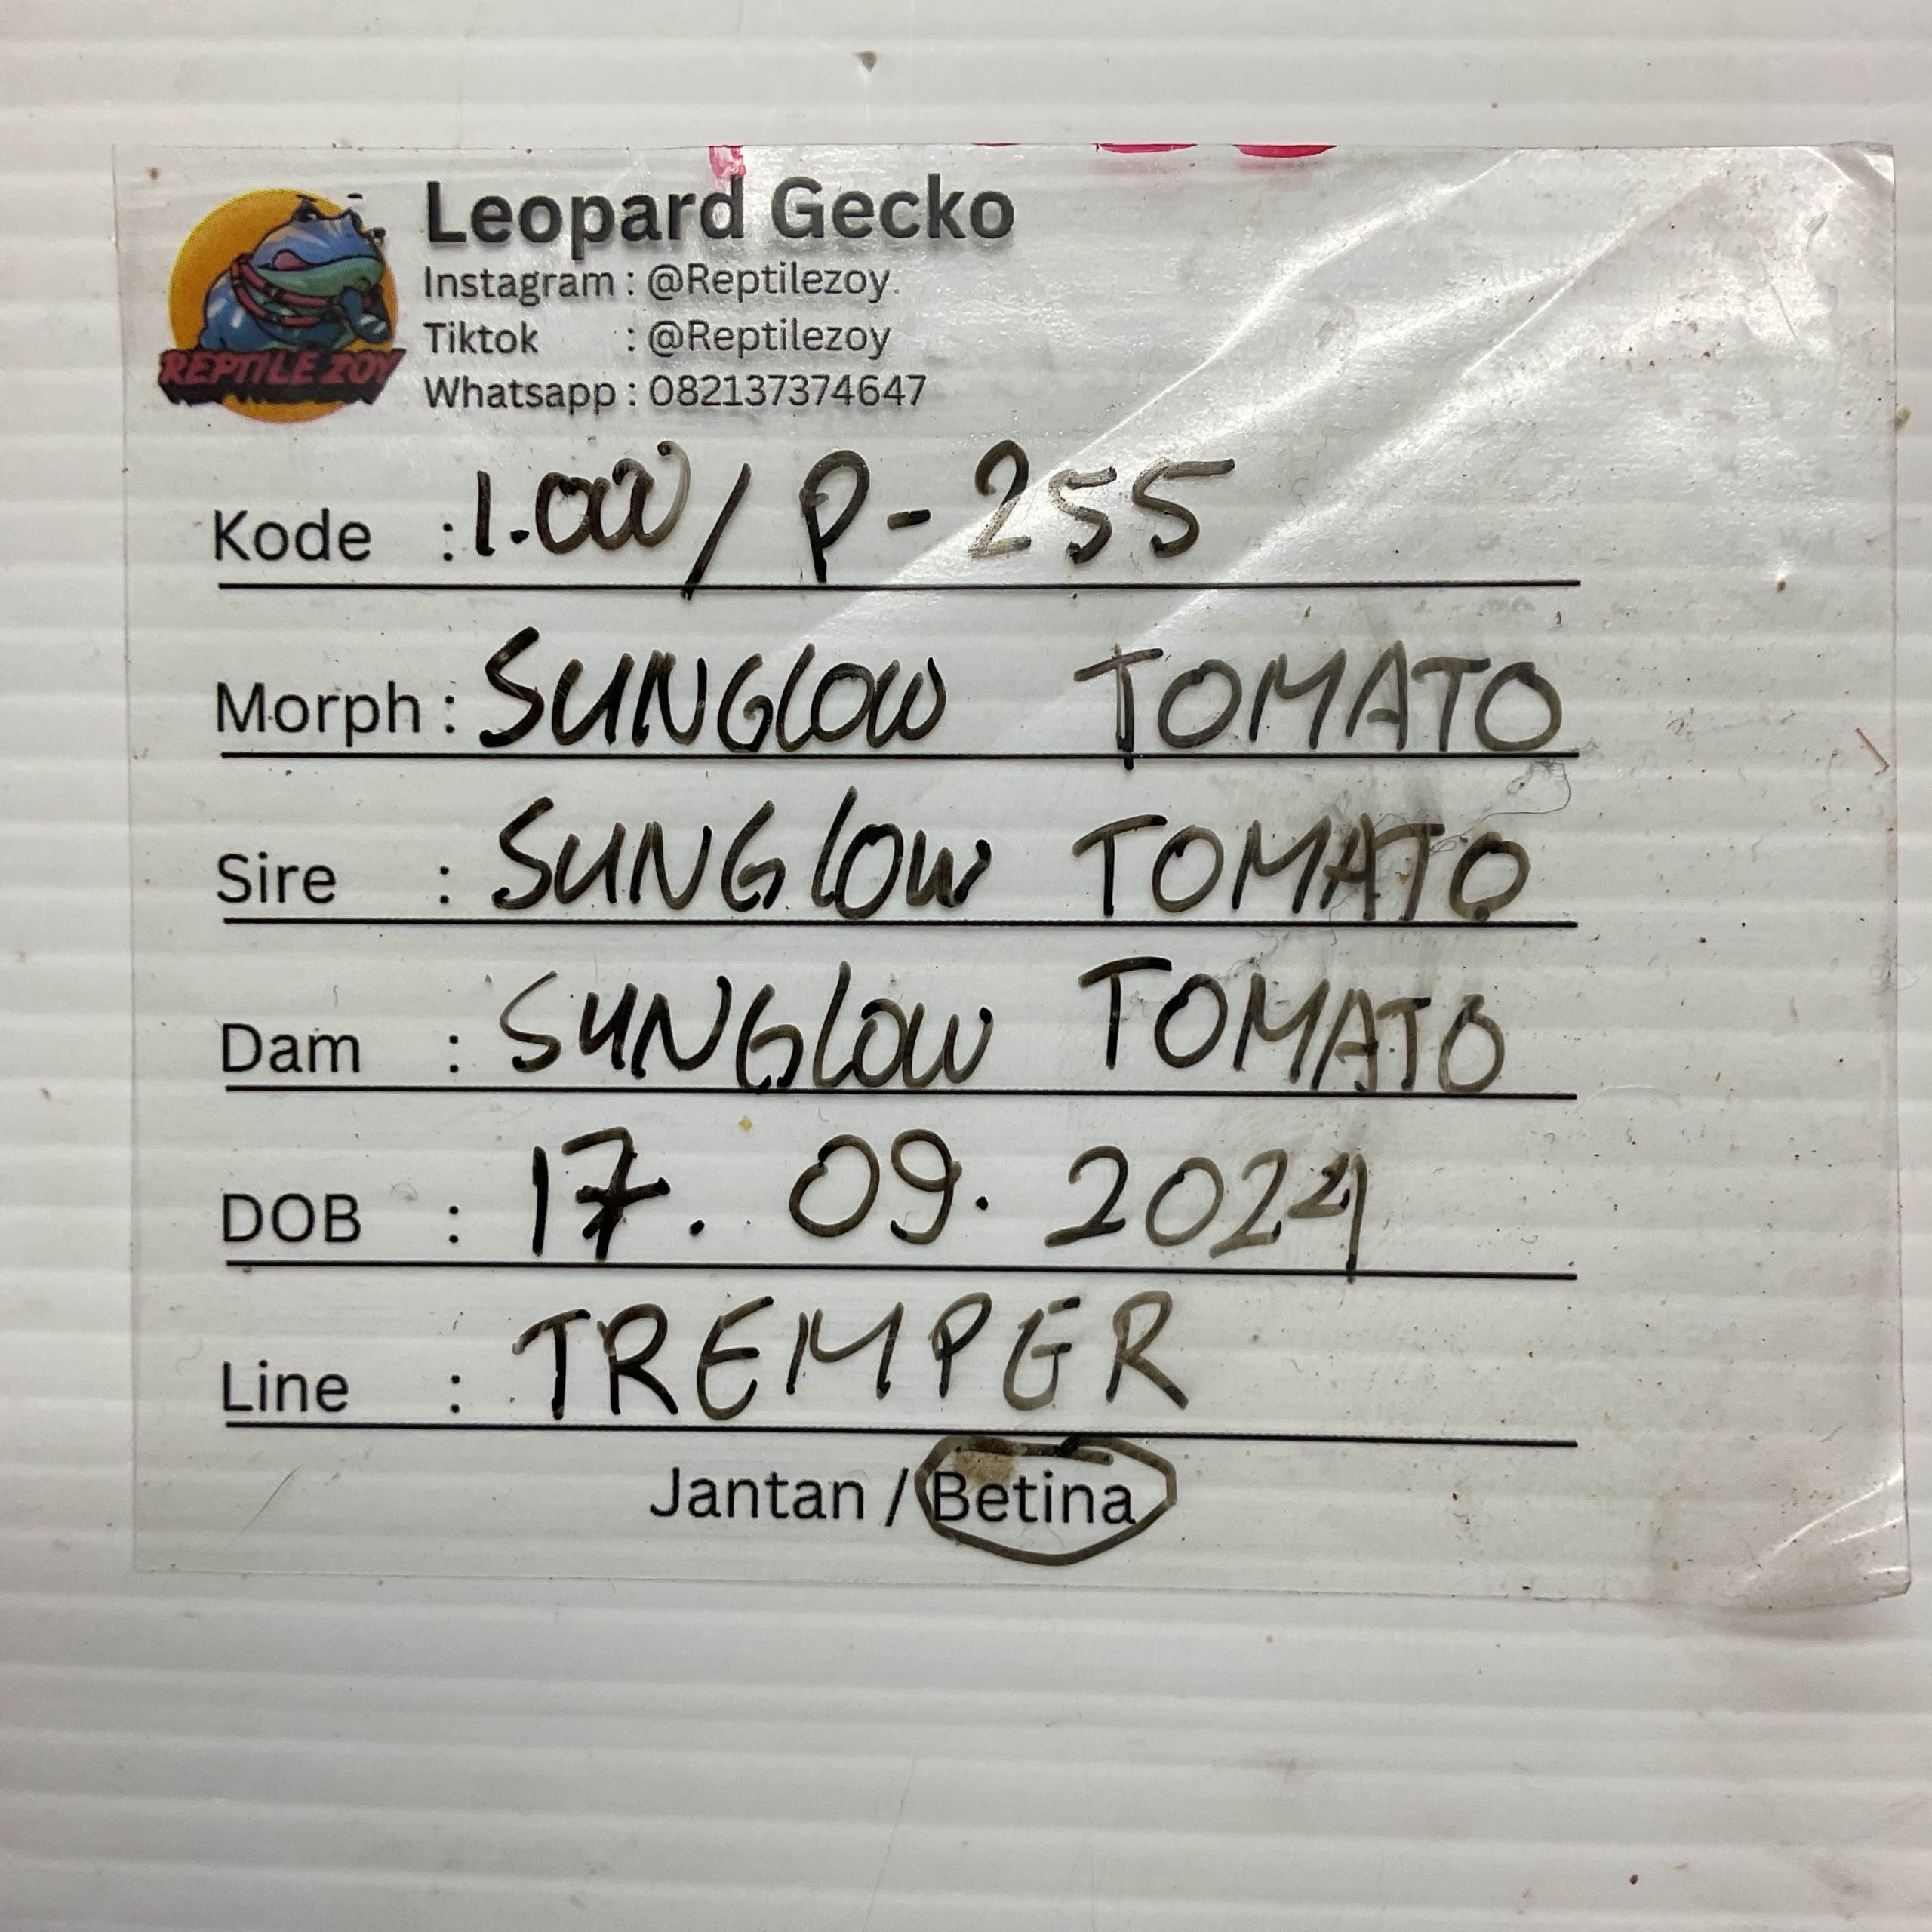 Leopard Gecko
Instagram : @Reptilezoy
Tiktok : @Reptilezoy
Whatsapp : 082137374647
REPTILE ZOY
Kode : 1.000 / P - 255
Morph : SUNGLOW TOMATO
Sire : SUNGLOW TOMATO
Dam : SUNGLOW TOMATO
DOB : 17. 09. 2024
Line : TREMPER
Jantan / Betina